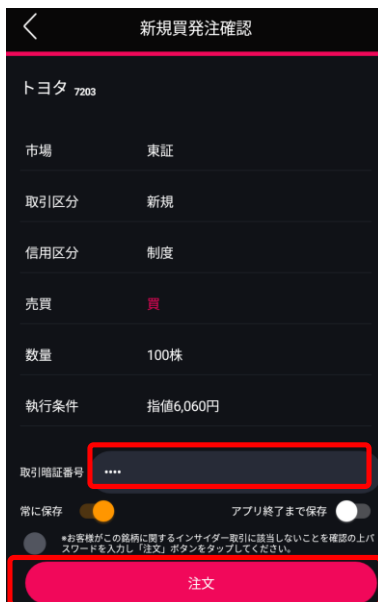 新規買発注確認
トヨタ 7203
市場 東証
取引区分 新規
信用区分 制度
売買 買
数量 100株
執行条件 指値6,060円
取引暗証番号 ••••
常に保存 アプリ終了まで保存
*お客様がこの銘柄に関するインサイダー取引に該当しないことを確認の上パ
スワードを入力し「注文」ボタンをタップしてください。
注文